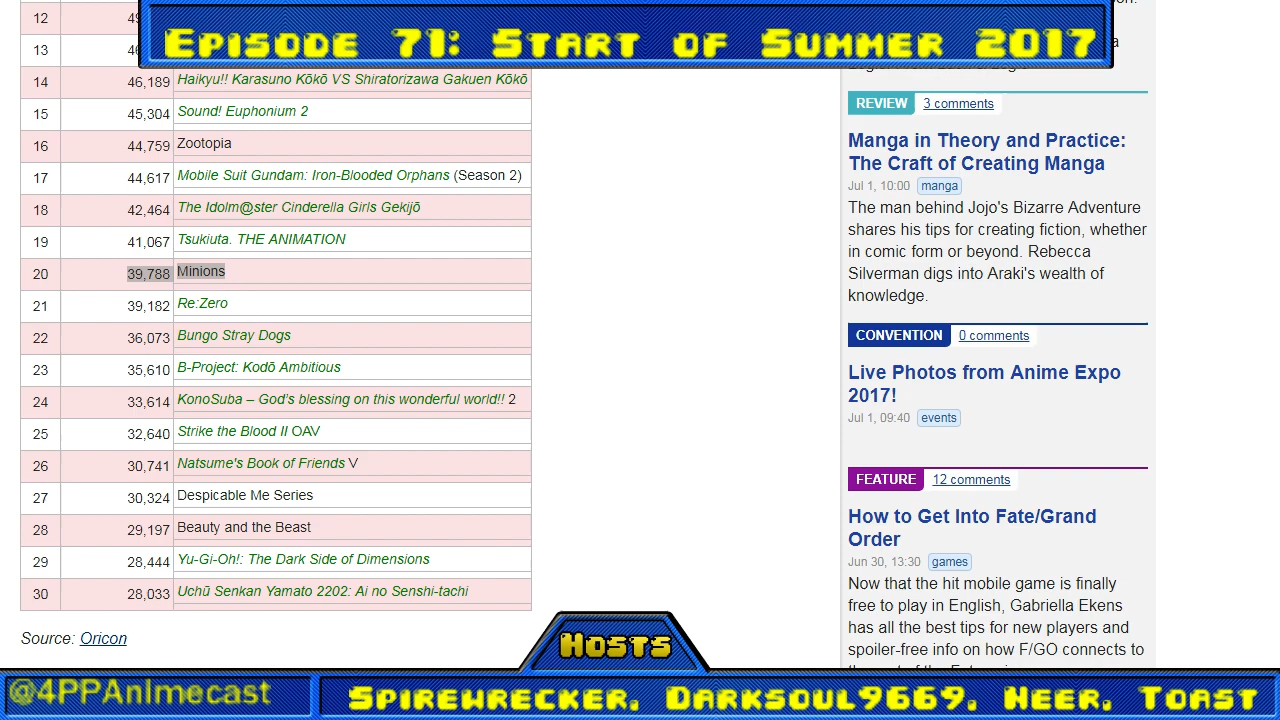 Episode 71: Start of Summer 2017
12
13
14 46,189 Haikyu!! Karasuno Kōkō VS Shiratorizawa Gakuen Kōkō
15 45,304 Sound! Euphonium 2
16 44,759 Zootopia
17 44,617 Mobile Suit Gundam: Iron-Blooded Orphans (Season 2)
18 42,464 The Idolm@ster Cinderella Girls Gekijō
19 41,067 Tsukiuta. THE ANIMATION
20 39,788 Minions
21 39,182 Re:Zero
22 36,073 Bungo Stray Dogs
23 35,610 B-Project: Kodō Ambitious
24 33,614 KonoSuba – God's blessing on this wonderful world!! 2
25 32,640 Strike the Blood II OAV
26 30,741 Natsume's Book of Friends V
27 30,324 Despicable Me Series
28 29,197 Beauty and the Beast
29 28,444 Yu-Gi-Oh!: The Dark Side of Dimensions
30 28,033 Uchū Senkan Yamato 2202: Ai no Senshi-tachi
Source: Oricon
REVIEW 3 comments
Manga in Theory and Practice:
The Craft of Creating Manga
Jul 1, 10:00 manga
The man behind Jojo's Bizarre Adventure
shares his tips for creating fiction, whether
in comic form or beyond. Rebecca
Silverman digs into Araki's wealth of
knowledge.
CONVENTION 0 comments
Live Photos from Anime Expo
2017!
Jul 1, 09:40 events
FEATURE 12 comments
How to Get Into Fate/Grand
Order
Jun 30, 13:30 games
Now that the hit mobile game is finally
free to play in English, Gabriella Ekens
has all the best tips for new players and
spoiler-free info on how F/GO connects to
Hosts
@4PPAnImecast
Spirewrecker, Darksoul9669, Neer, Toast